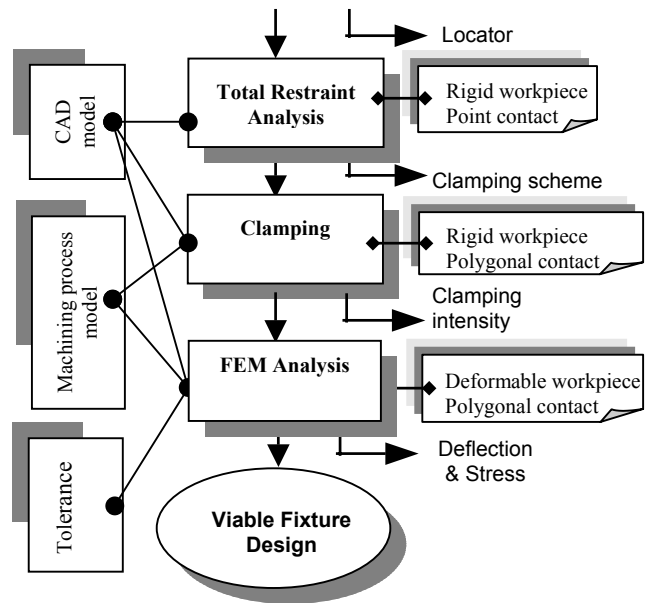 Locator
Total Restraint
Analysis
Rigid workpiece
Point contact
CAD
model
Clamping scheme
Clamping
Rigid workpiece
Polygonal contact
Machining process
model
Clamping
intensity
FEM Analysis
Deformable workpiece
Polygonal contact
Tolerance
Deflection
& Stress
Viable Fixture
Design